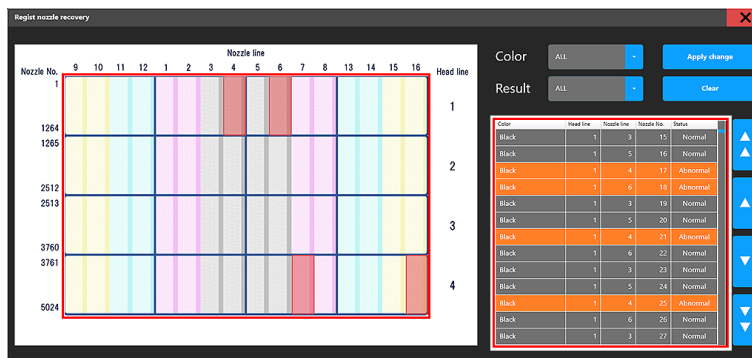 Regist nozzle recovery
Nozzle line
Nozzle No. 9 10 11 12 1 2 3 4 5 6 7 8 13 14 15 16 Head line
1
1264
1
1265
2512
2
2513
3760
3
3761
5024
4
Color ALL Apply change
Result ALL Clear
Color Head line Nozzle line Nozzle No. Status
Black 1 3 15 Normal
Black 1 5 16 Normal
Black 1 4 17 Abnormal
Black 1 6 18 Abnormal
Black 1 3 19 Normal
Black 1 5 20 Normal
Black 1 4 21 Abnormal
Black 1 6 22 Normal
Black 1 3 23 Normal
Black 1 5 24 Normal
Black 1 4 25 Abnormal
Black 1 6 26 Normal
Black 1 3 27 Normal